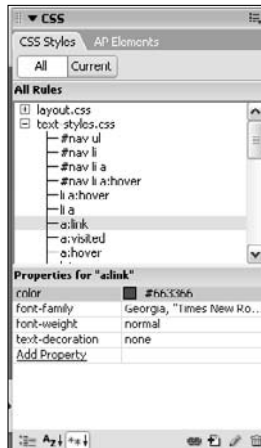 CSS
CSS Styles AP Elements
All Current
All Rules
layout.css
text-styles.css
#nav ul
#nav li
#nav li a
#nav li a:hover
li a:hover
li a
a:link
a:visited
a:hover
Properties for "a:link"
color #663366
font-family Georgia, "Times New Ro...
font-weight normal
text-decoration none
Add Property